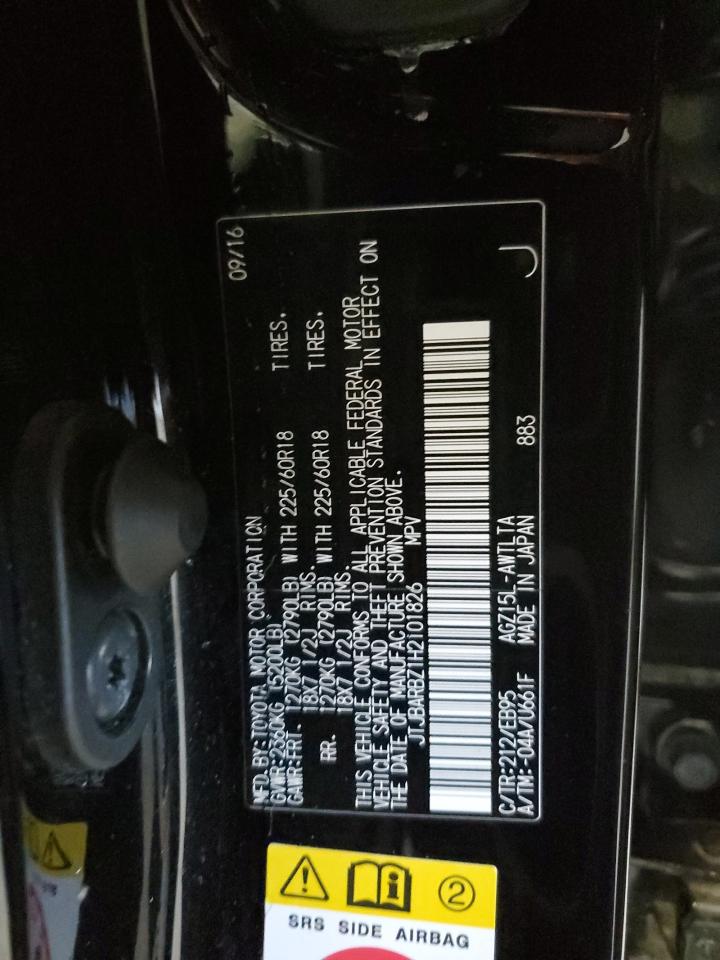 MFD.BY:TOYOTA MOTOR CORPORATION 09/16
GVWR:2360KG (5200LB)
GAWR:FRT. 1270KG (2790LB) WITH 225/60R18 TIRES.
18X7 1/2J RIMS.
RR. 1270KG (2790LB) WITH 225/60R18 TIRES.
18X7 1/2J RIMS.
THIS VEHICLE CONFORMS TO ALL APPLICABLE FEDERAL MOTOR
VEHICLE SAFETY AND THEFT PREVENTION STANDARDS IN EFFECT ON
THE DATE OF MANUFACTURE SHOWN ABOVE.
JTJBARBZ1H2101826 MPV
C/TR:212/EB95 AGZ15L-AWTLTA
A/TM:-04A/U661F MADE IN JAPAN 883 J
2
SRS SIDE AIRBAG